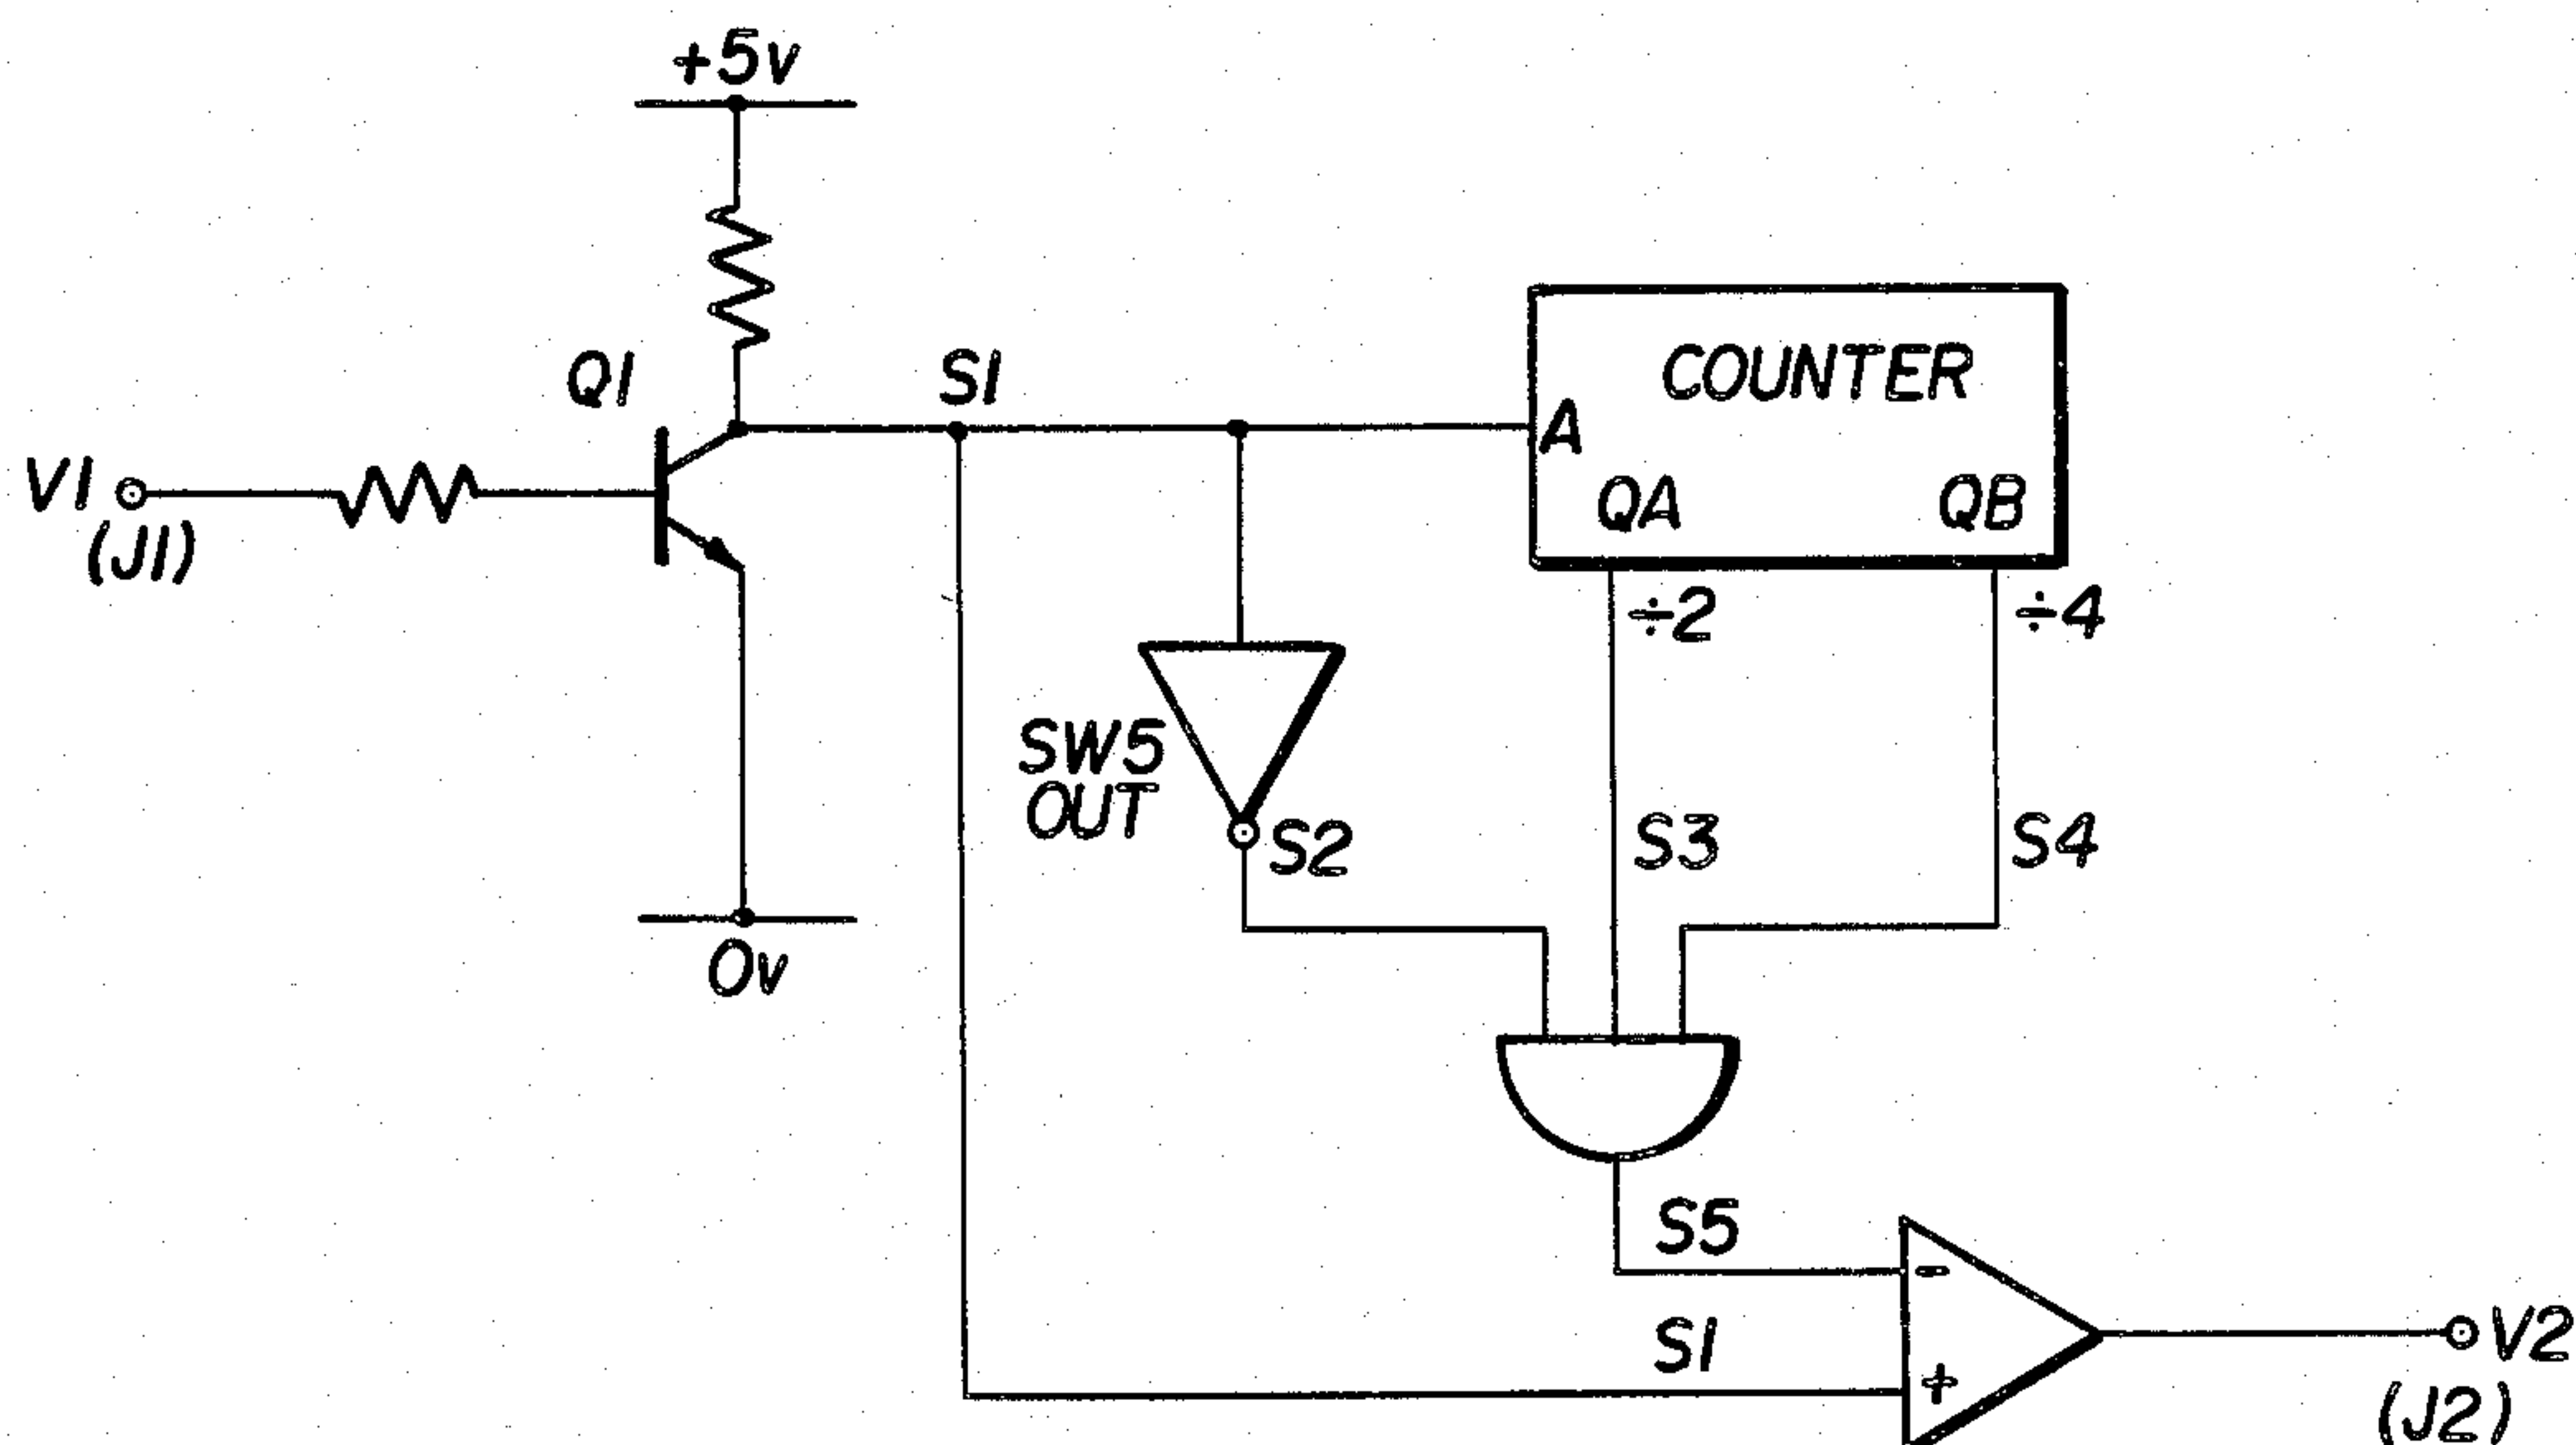 +5v
Q1
S1
COUNTER
A
V1
(J1)
QA
QB
÷2
÷4
SW5
OUT
S2
S3
S4
0v
S5
-
S1
+
V2
(J2)